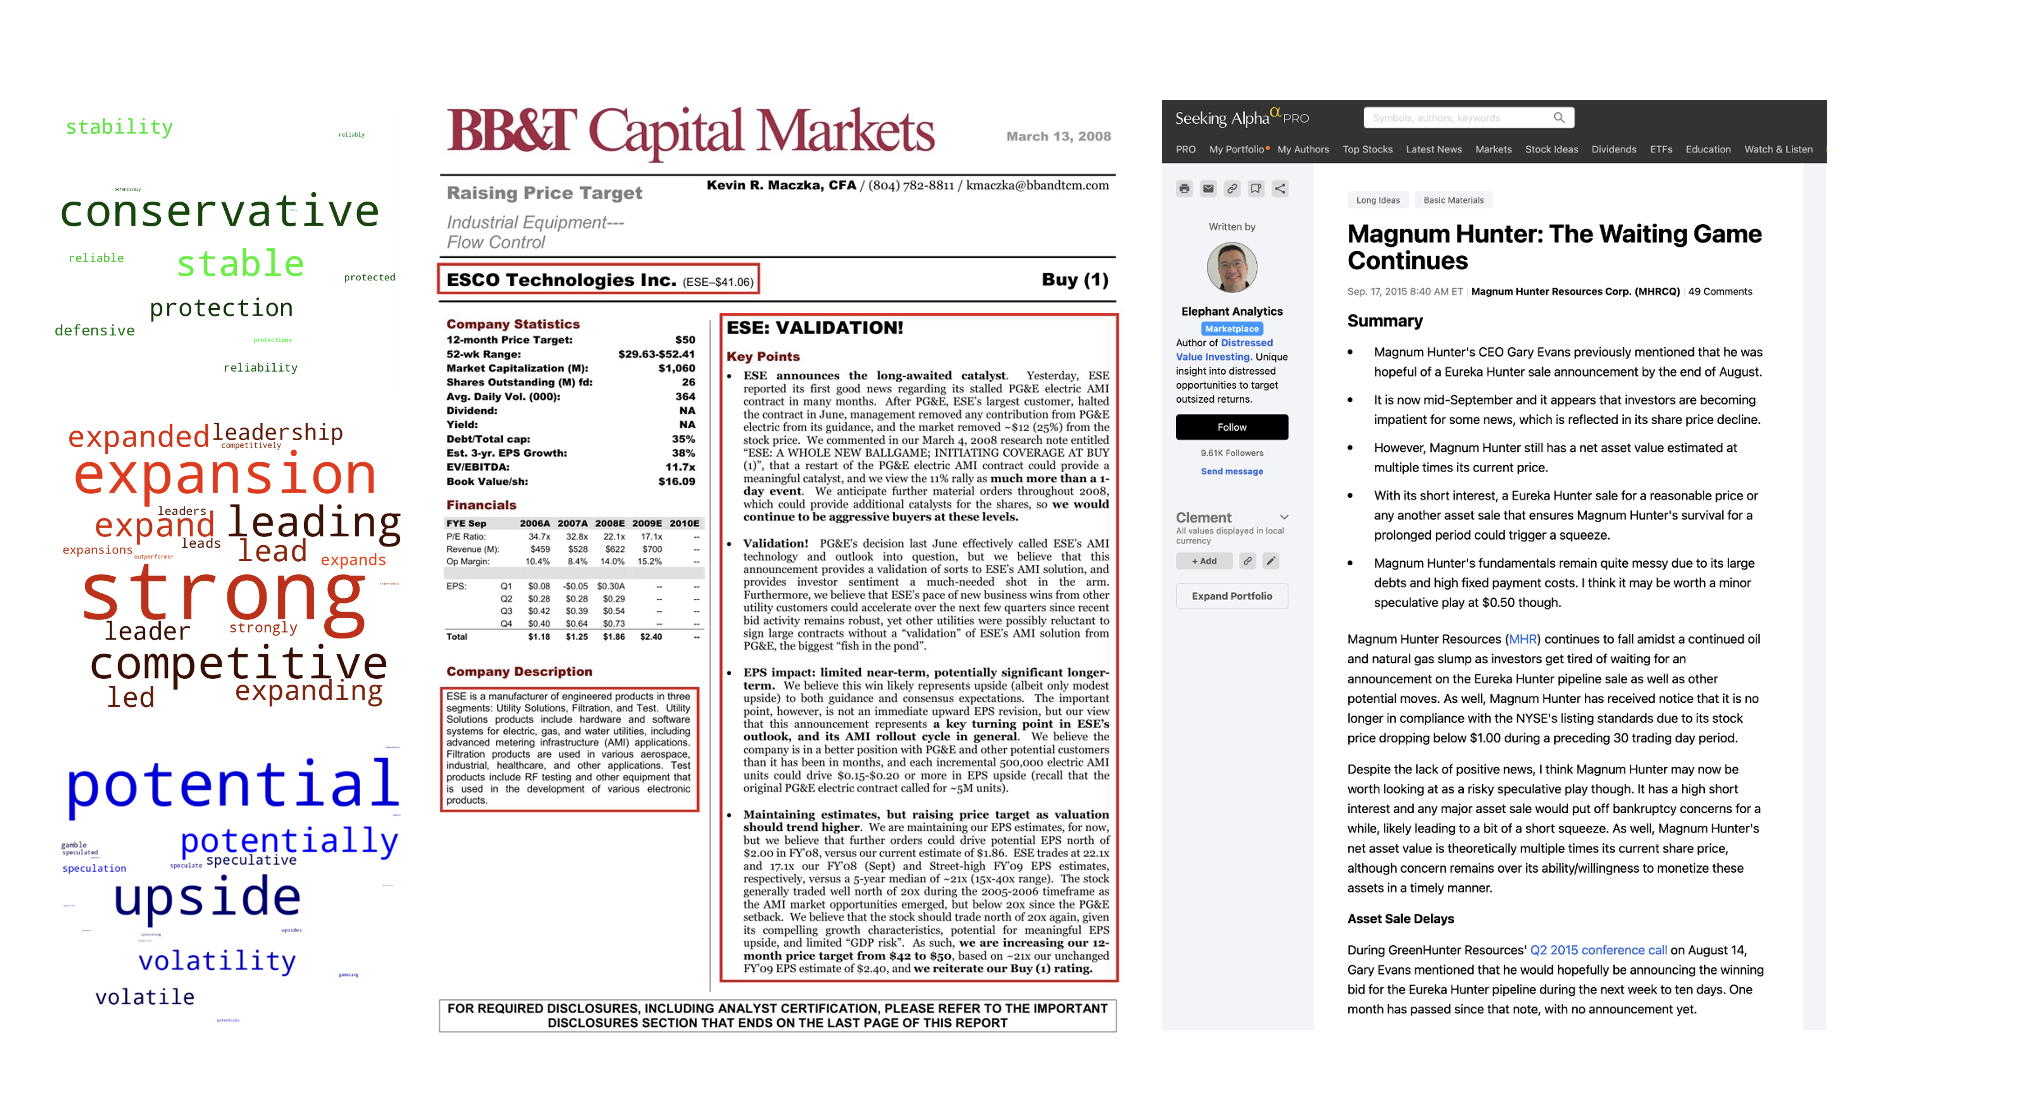 stability
reliably
defensively
conservative
reliable
stable
protected
protection
defensive
protections
reliability
expanded
leadership
competitively
expansion
leaders
expand
leading
expansions
leads
outperformer
lead
expands
strong
leader
strongly
competitive
led
expanding
potential
potentially
gamble
speculated
speculation
speculate
speculative
upside
upsides
volatility
gambling
volatile
potentials
BB&T Capital Markets
March 13, 2008
Raising Price Target
Kevin R. Maczka, CFA / (804) 782-8811 / kmaczka@bbandtcm.com
Industrial Equipment---
Flow Control
ESCO Technologies Inc. (ESE–$41.06)
Buy (1)
Company Statistics
12-month Price Target: $50
52-wk Range: $29.63-$52.41
Market Capitalization (M): $1,060
Shares Outstanding (M) fd: 26
Avg. Daily Vol. (000): 364
Dividend: NA
Yield: NA
Debt/Total cap: 35%
Est. 3-yr. EPS Growth: 38%
EV/EBITDA: 11.7x
Book Value/sh: $16.09
Financials
FYE Sep 2006A 2007A 2008E 2009E 2010E
P/E Ratio: 34.7x 32.8x 22.1x 17.1x --
Revenue (M): $459 $528 $622 $700 --
Op Margin: 10.4% 8.4% 14.0% 15.2% --
EPS: Q1 $0.08 -$0.05 $0.30A -- --
Q2 $0.28 $0.28 $0.29 -- --
Q3 $0.42 $0.39 $0.54 -- --
Q4 $0.40 $0.64 $0.73 -- --
Total $1.18 $1.25 $1.86 $2.40 --
Company Description
ESE is a manufacturer of engineered products in three
segments: Utility Solutions, Filtration, and Test. Utility
Solutions products include hardware and software
systems for electric, gas, and water utilities, including
advanced metering infrastructure (AMI) applications.
Filtration products are used in various aerospace,
industrial, healthcare, and other applications. Test
products include RF testing and other equipment that
is used in the development of various electronic
products.
ESE: VALIDATION!
Key Points
• ESE announces the long-awaited catalyst. Yesterday, ESE
reported its first good news regarding its stalled PG&E electric AMI
contract in many months. After PG&E, ESE's largest customer, halted
the contract in June, management removed any contribution from PG&E
electric from its guidance, and the market removed ~$12 (25%) from the
stock price. We commented in our March 4, 2008 research note entitled
“ESE: A WHOLE NEW BALLGAME; INITIATING COVERAGE AT BUY
(1)”, that a restart of the PG&E electric AMI contract could provide a
meaningful catalyst, and we view the 11% rally as much more than a 1-
day event. We anticipate further material orders throughout 2008,
which could provide additional catalysts for the shares, so we would
continue to be aggressive buyers at these levels.
• Validation! PG&E's decision last June effectively called ESE's AMI
technology and outlook into question, but we believe that this
announcement provides a validation of sorts to ESE's AMI solution, and
provides investor sentiment a much-needed shot in the arm.
Furthermore, we believe that ESE's pace of new business wins from other
utility customers could accelerate over the next few quarters since recent
bid activity remains robust, yet other utilities were possibly reluctant to
sign large contracts without a “validation” of ESE's AMI solution from
PG&E, the biggest “fish in the pond”.
• EPS impact: limited near-term, potentially significant longer-
term. We believe this win likely represents upside (albeit only modest
upside) to both guidance and consensus expectations. The important
point, however, is not an immediate upward EPS revision, but our view
that this announcement represents a key turning point in ESE's
outlook, and its AMI rollout cycle in general. We believe the
company is in a better position with PG&E and other potential customers
than it has been in months, and each incremental 500,000 electric AMI
units could drive $0.15-$0.20 or more in EPS upside (recall that the
original PG&E electric contract called for ~5M units).
• Maintaining estimates, but raising price target as valuation
should trend higher. We are maintaining our EPS estimates, for now,
but we believe that further orders could drive potential EPS north of
$2.00 in FY'08, versus our current estimate of $1.86. ESE trades at 22.1x
and 17.1x our FY'08 (Sept) and Street-high FY'09 EPS estimates,
respectively, versus a 5-year median of ~21x (15x-40x range). The stock
generally traded well north of 20x during the 2005-2006 timeframe as
the AMI market opportunities emerged, but below 20x since the PG&E
setback. We believe that the stock should trade north of 20x again, given
its compelling growth characteristics, potential for meaningful EPS
upside, and limited “GDP risk”. As such, we are increasing our 12-
month price target from $42 to $50, based on ~21x our unchanged
FY'09 EPS estimate of $2.40, and we reiterate our Buy (1) rating.
FOR REQUIRED DISCLOSURES, INCLUDING ANALYST CERTIFICATION, PLEASE REFER TO THE IMPORTANT
DISCLOSURES SECTION THAT ENDS ON THE LAST PAGE OF THIS REPORT
Seeking Alpha α PRO
Symbols, authors, keywords
PRO My Portfolio My Authors Top Stocks Latest News Markets Stock Ideas Dividends ETFs Education Watch & Listen
Written by
Elephant Analytics
Marketplace
Author of Distressed
Value Investing. Unique
insight into distressed
opportunities to target
outsized returns.
Follow
9.61K Followers
Send message
Clement
All values displayed in local
currency
+ Add
Expand Portfolio
Long Ideas Basic Materials
Magnum Hunter: The Waiting Game
Continues
Sep. 17, 2015 8:40 AM ET | Magnum Hunter Resources Corp. (MHRCQ) | 49 Comments
Summary
• Magnum Hunter's CEO Gary Evans previously mentioned that he was
hopeful of a Eureka Hunter sale announcement by the end of August.
• It is now mid-September and it appears that investors are becoming
impatient for some news, which is reflected in its share price decline.
• However, Magnum Hunter still has a net asset value estimated at
multiple times its current price.
• With its short interest, a Eureka Hunter sale for a reasonable price or
any another asset sale that ensures Magnum Hunter's survival for a
prolonged period could trigger a squeeze.
• Magnum Hunter's fundamentals remain quite messy due to its large
debts and high fixed payment costs. I think it may be worth a minor
speculative play at $0.50 though.
Magnum Hunter Resources (MHR) continues to fall amidst a continued oil
and natural gas slump as investors get tired of waiting for an
announcement on the Eureka Hunter pipeline sale as well as other
potential moves. As well, Magnum Hunter has received notice that it is no
longer in compliance with the NYSE's listing standards due to its stock
price dropping below $1.00 during a preceding 30 trading day period.
Despite the lack of positive news, I think Magnum Hunter may now be
worth looking at as a risky speculative play though. It has a high short
interest and any major asset sale would put off bankruptcy concerns for a
while, likely leading to a bit of a short squeeze. As well, Magnum Hunter's
net asset value is theoretically multiple times its current share price,
although concern remains over its ability/willingness to monetize these
assets in a timely manner.
Asset Sale Delays
During GreenHunter Resources' Q2 2015 conference call on August 14,
Gary Evans mentioned that he would hopefully be announcing the winning
bid for the Eureka Hunter pipeline during the next week to ten days. One
month has passed since that note, with no announcement yet.